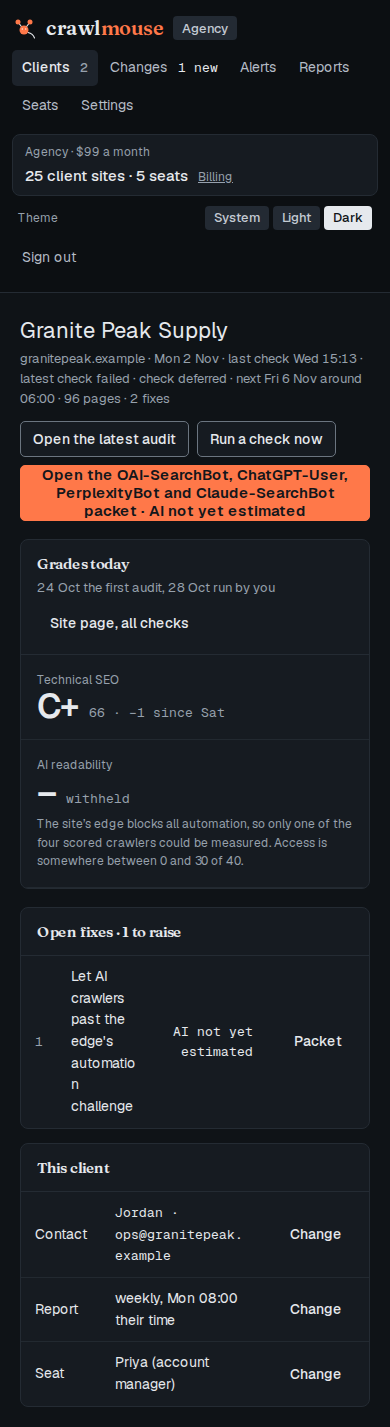 crawlmouse Agency
Clients 2 Changes 1 new Alerts Reports
Seats Settings
Agency · $99 a month
25 client sites · 5 seats Billing
Theme System Light Dark
Sign out
Granite Peak Supply
granitepeak.example · Mon 2 Nov · last check Wed 15:13 ·
latest check failed · check deferred · next Fri 6 Nov around
06:00 · 96 pages · 2 fixes
Open the latest audit Run a check now
Open the OAI-SearchBot, ChatGPT-User,
PerplexityBot and Claude-SearchBot
packet · AI not yet estimated
Grades today
24 Oct the first audit, 28 Oct run by you
Site page, all checks
Technical SEO
C+ 66 · −1 since Sat
AI readability
– withheld
The site's edge blocks all automation, so only one of the
four scored crawlers could be measured. Access is
somewhere between 0 and 30 of 40.
Open fixes · 1 to raise
Let AI
crawlers
past the
1 edge's AI not yet estimated Packet
automatio
n
challenge
This client
Contact Jordan · ops@granitepeak.example Change
Report weekly, Mon 08:00 their time Change
Seat Priya (account manager) Change